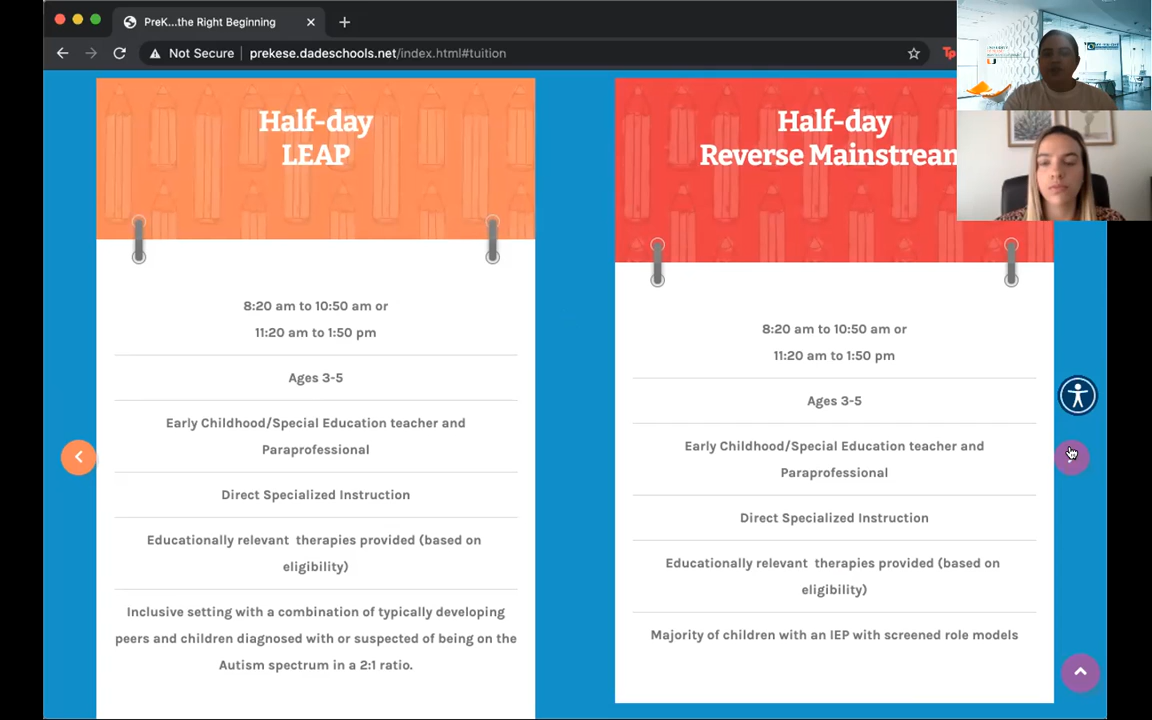 PreK...the Right Beginning
Not Secure
prekese.dadeschools.net/index.html#tuition
Half-day
LEAP
8:20 am to 10:50 am or
11:20 am to 1:50 pm
Ages 3-5
Early Childhood/Special Education teacher and
Paraprofessional
Direct Specialized Instruction
Educationally relevant therapies provided (based on
eligibility)
Inclusive setting with a combination of typically developing
peers and children diagnosed with or suspected of being on the
Autism spectrum in a 2:1 ratio.
Half-day
Reverse Mainstream
8:20 am to 10:50 am or
11:20 am to 1:50 pm
Ages 3-5
Early Childhood/Special Education teacher and
Paraprofessional
Direct Specialized Instruction
Educationally relevant therapies provided (based on
eligibility)
Majority of children with an IEP with screened role models